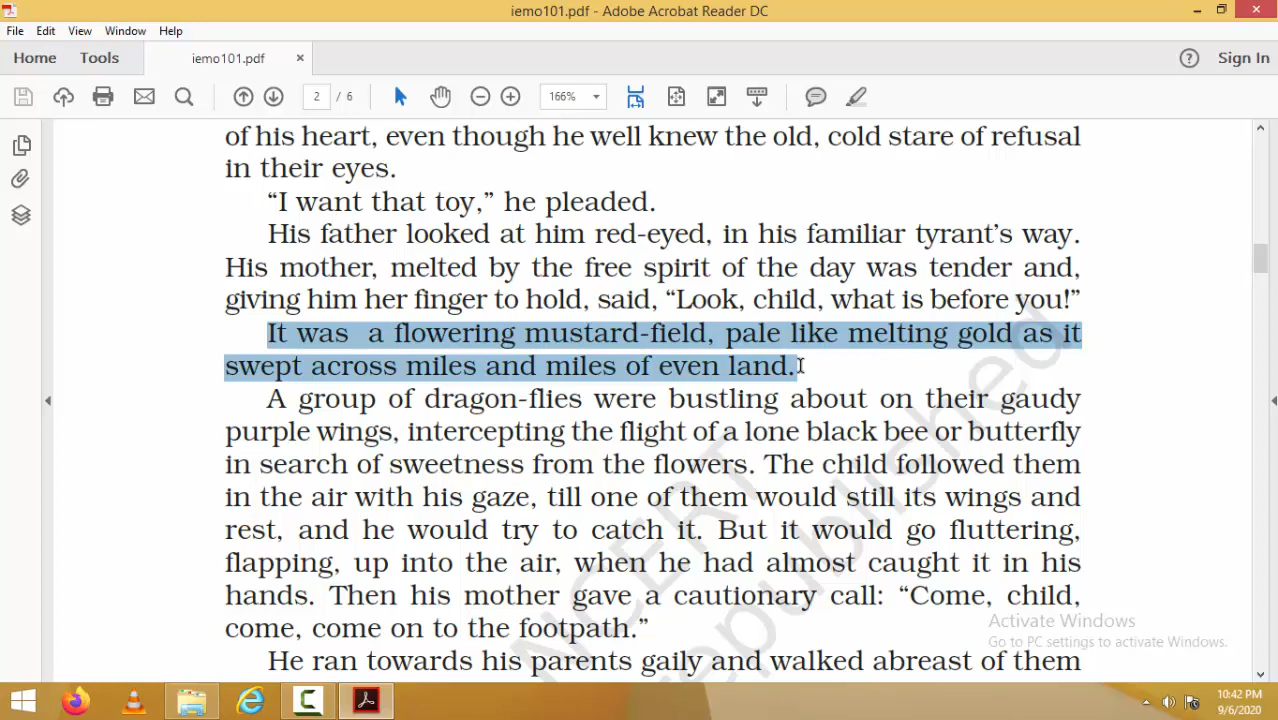 iemo101.pdf - Adobe Acrobat Reader DC
File Edit View Window Help
Home Tools iemo101.pdf × Sign In
2 / 6 166%
of his heart, even though he well knew the old, cold stare of refusal
in their eyes.
“I want that toy,” he pleaded.
His father looked at him red-eyed, in his familiar tyrant’s way.
His mother, melted by the free spirit of the day was tender and,
giving him her finger to hold, said, “Look, child, what is before you!”
It was a flowering mustard-field, pale like melting gold as it
swept across miles and miles of even land.
A group of dragon-flies were bustling about on their gaudy
purple wings, intercepting the flight of a lone black bee or butterfly
in search of sweetness from the flowers. The child followed them
in the air with his gaze, till one of them would still its wings and
rest, and he would try to catch it. But it would go fluttering,
flapping, up into the air, when he had almost caught it in his
hands. Then his mother gave a cautionary call: “Come, child,
come, come on to the footpath.”
He ran towards his parents gaily and walked abreast of them
NCERT
republished
Activate Windows
Go to PC settings to activate Windows.
10:42 PM
9/6/2020